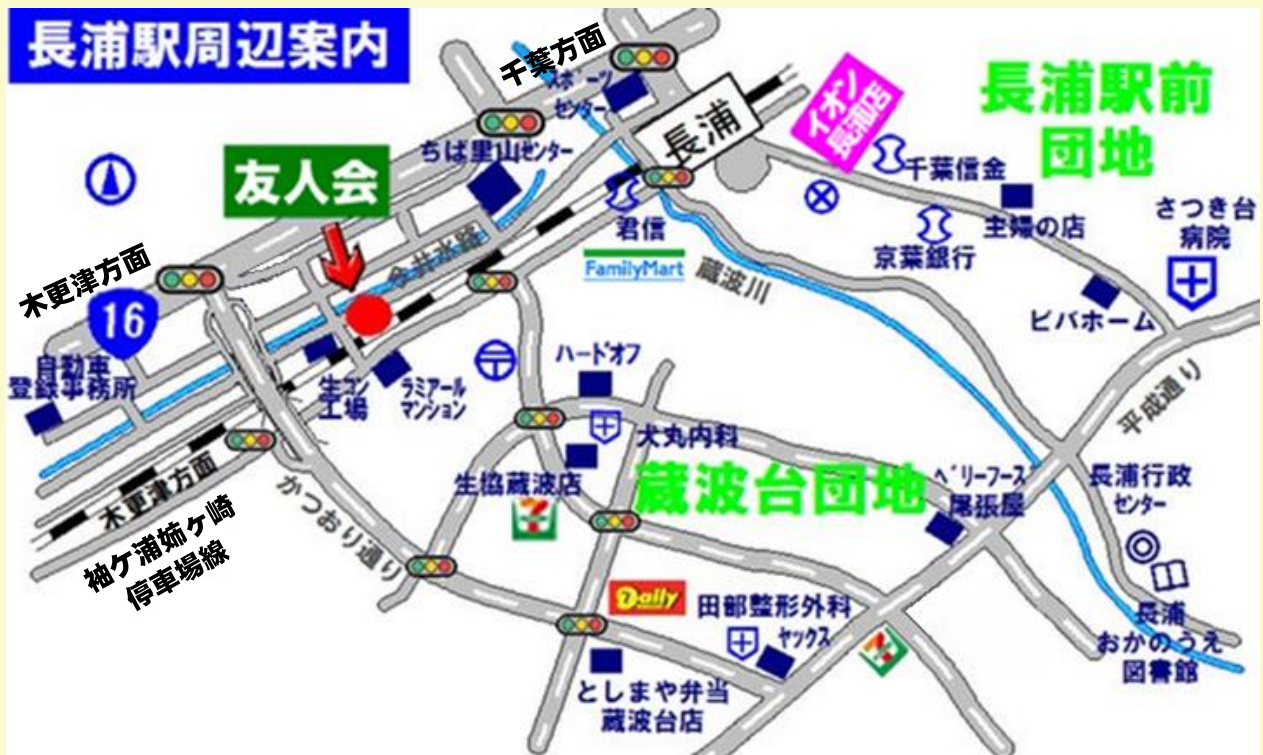 長浦駅周辺案内
千葉方面
スポーツ
センター
長浦
イオン
長浦店
長浦駅前
団地
ちば里山センター
友人会
千葉信金
主婦の店
さつき台
病院
君信
FamilyMart
京葉銀行
蔵波川
今井水路
木更津方面
16
ビバホーム
自動車
登録事務所
生コン
工場
ラミアール
マンション
ハードオフ
平成通り
犬丸内科
生協蔵波店
蔵波台団地
ベリーフーズ
尾張屋
長浦行政
センター
木更津方面
かつおり通り
袖ケ浦姉ケ崎
停車場線
7
Daily
田部整形外科
ヤックス
7
長浦
おかのうえ
図書館
としまや弁当
蔵波台店